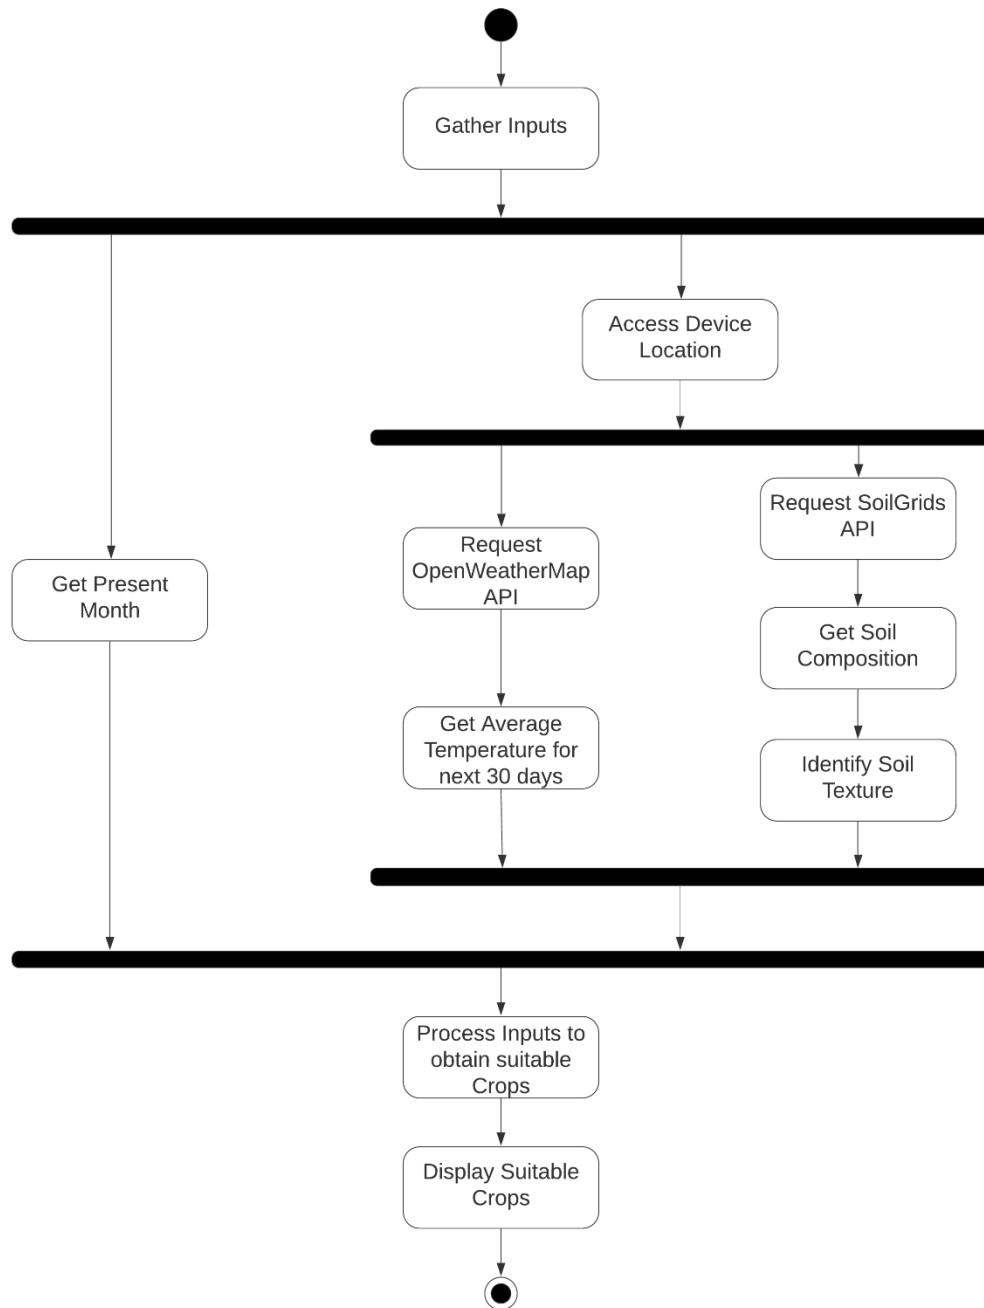 Gather Inputs
Access Device
Location
Request SoilGrids
API
Request
OpenWeatherMap
API
Get Present
Month
Get Soil
Composition
Get Average
Temperature for
next 30 days
Identify Soil
Texture
Process Inputs to
obtain suitable
Crops
Display Suitable
Crops